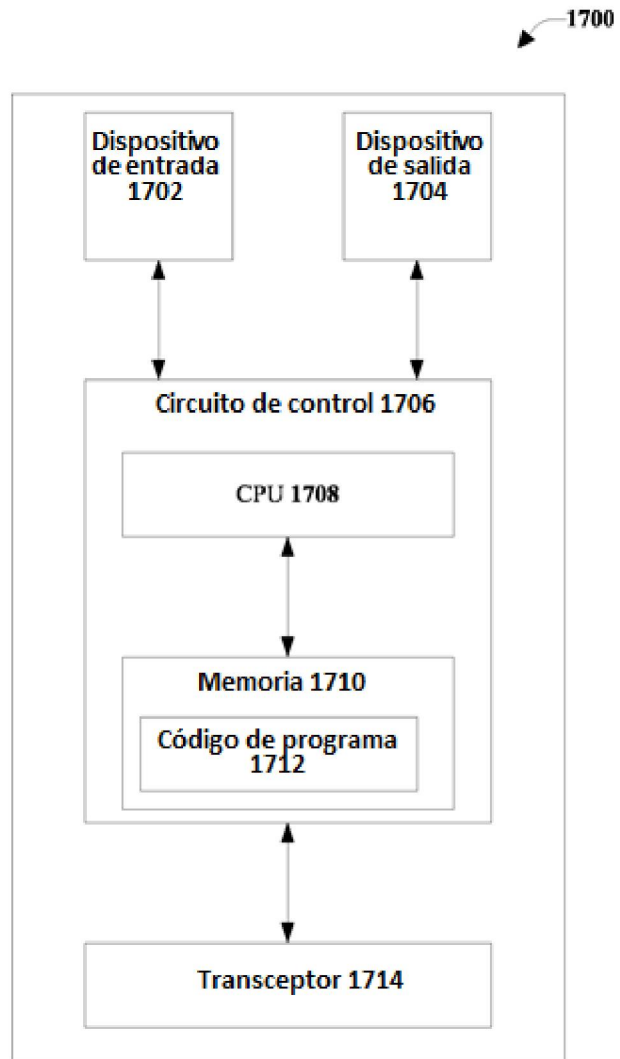 1700
Dispositivo
de entrada
1702
Dispositivo
de salida
1704
Circuito de control 1706
CPU 1708
Memoria 1710
Código de programa
1712
Transceptor 1714